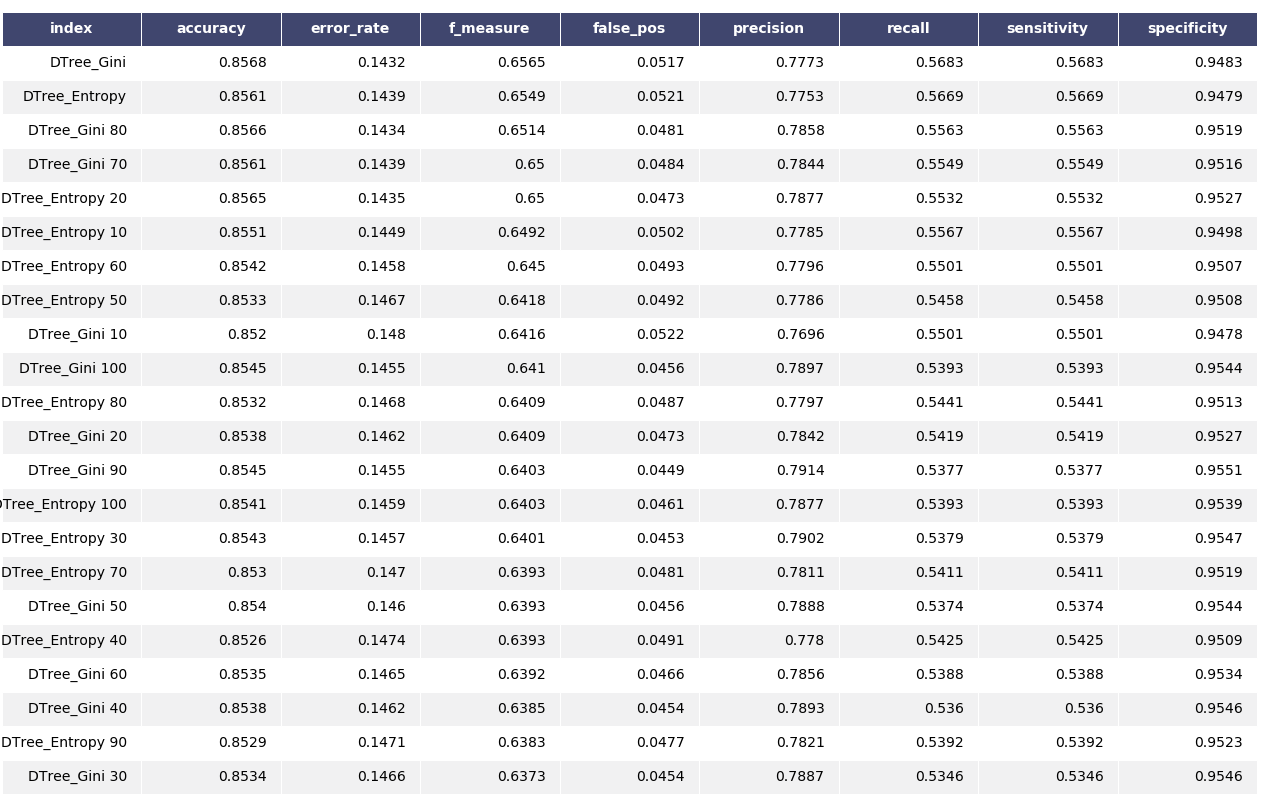 index accuracy error_rate f_measure false_pos precision recall sensitivity specificity
DTree_Gini 0.8568 0.1432 0.6565 0.0517 0.7773 0.5683 0.5683 0.9483
DTree_Entropy 0.8561 0.1439 0.6549 0.0521 0.7753 0.5669 0.5669 0.9479
DTree_Gini 80 0.8566 0.1434 0.6514 0.0481 0.7858 0.5563 0.5563 0.9519
DTree_Gini 70 0.8561 0.1439 0.65 0.0484 0.7844 0.5549 0.5549 0.9516
DTree_Entropy 20 0.8565 0.1435 0.65 0.0473 0.7877 0.5532 0.5532 0.9527
DTree_Entropy 10 0.8551 0.1449 0.6492 0.0502 0.7785 0.5567 0.5567 0.9498
DTree_Entropy 60 0.8542 0.1458 0.645 0.0493 0.7796 0.5501 0.5501 0.9507
DTree_Entropy 50 0.8533 0.1467 0.6418 0.0492 0.7786 0.5458 0.5458 0.9508
DTree_Gini 10 0.852 0.148 0.6416 0.0522 0.7696 0.5501 0.5501 0.9478
DTree_Gini 100 0.8545 0.1455 0.641 0.0456 0.7897 0.5393 0.5393 0.9544
DTree_Entropy 80 0.8532 0.1468 0.6409 0.0487 0.7797 0.5441 0.5441 0.9513
DTree_Gini 20 0.8538 0.1462 0.6409 0.0473 0.7842 0.5419 0.5419 0.9527
DTree_Gini 90 0.8545 0.1455 0.6403 0.0449 0.7914 0.5377 0.5377 0.9551
DTree_Entropy 100 0.8541 0.1459 0.6403 0.0461 0.7877 0.5393 0.5393 0.9539
DTree_Entropy 30 0.8543 0.1457 0.6401 0.0453 0.7902 0.5379 0.5379 0.9547
DTree_Entropy 70 0.853 0.147 0.6393 0.0481 0.7811 0.5411 0.5411 0.9519
DTree_Gini 50 0.854 0.146 0.6393 0.0456 0.7888 0.5374 0.5374 0.9544
DTree_Entropy 40 0.8526 0.1474 0.6393 0.0491 0.778 0.5425 0.5425 0.9509
DTree_Gini 60 0.8535 0.1465 0.6392 0.0466 0.7856 0.5388 0.5388 0.9534
DTree_Gini 40 0.8538 0.1462 0.6385 0.0454 0.7893 0.536 0.536 0.9546
DTree_Entropy 90 0.8529 0.1471 0.6383 0.0477 0.7821 0.5392 0.5392 0.9523
DTree_Gini 30 0.8534 0.1466 0.6373 0.0454 0.7887 0.5346 0.5346 0.9546